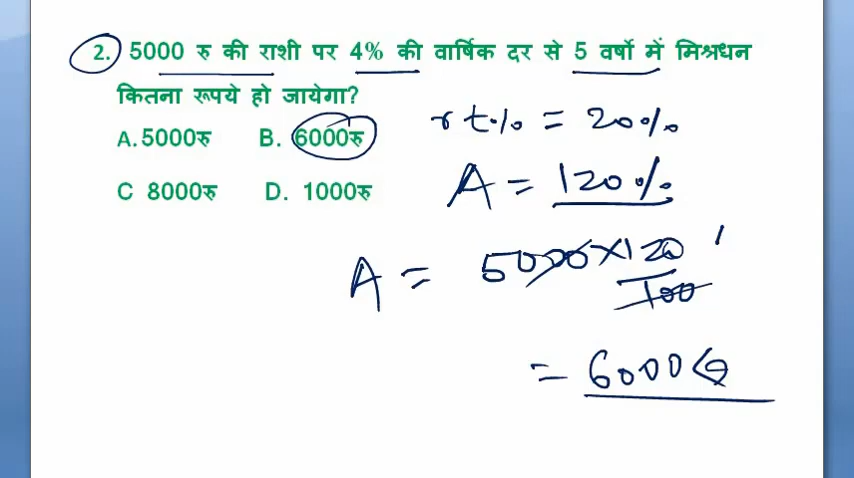 2. 5000 रु की राशी पर 4% की वार्षिक दर से 5 वर्षो में मिश्रधन
कितना रूपये हो जायेगा?
A.5000रु B. 6000रु
C 8000रु D. 1000रु
rt% = 20%
A = 120%
A = 5000×120
100
= 6000